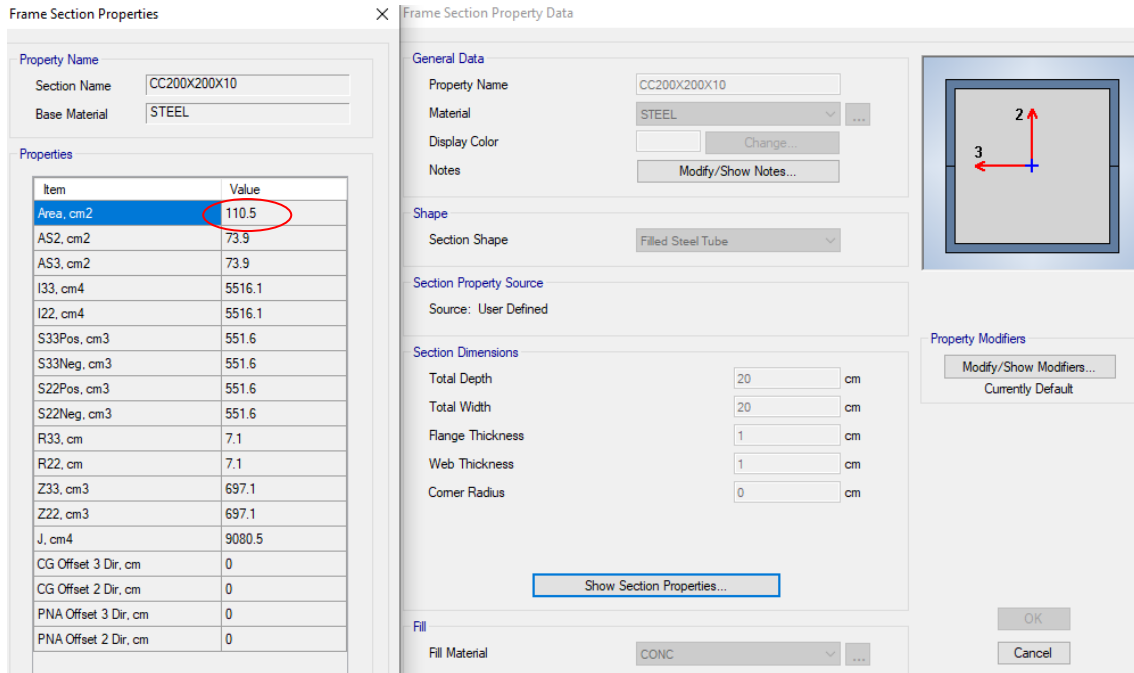 Frame Section Properties
Property Name
Section Name CC200X200X10
Base Material STEEL
Properties
Item Value
Area, cm2 110.5
AS2, cm2 73.9
AS3, cm2 73.9
I33, cm4 5516.1
I22, cm4 5516.1
S33Pos, cm3 551.6
S33Neg, cm3 551.6
S22Pos, cm3 551.6
S22Neg, cm3 551.6
R33, cm 7.1
R22, cm 7.1
Z33, cm3 697.1
Z22, cm3 697.1
J, cm4 9080.5
CG Offset 3 Dir, cm 0
CG Offset 2 Dir, cm 0
PNA Offset 3 Dir, cm 0
PNA Offset 2 Dir, cm 0
Frame Section Property Data
General Data
Property Name CC200X200X10
Material STEEL ...
Display Color Change...
Notes Modify/Show Notes...
Shape
Section Shape Filled Steel Tube
Section Property Source
Source: User Defined
Section Dimensions
Total Depth 20 cm
Total Width 20 cm
Flange Thickness 1 cm
Web Thickness 1 cm
Corner Radius 0 cm
Show Section Properties...
Fill
Fill Material CONC ...
2
3
Property Modifiers
Modify/Show Modifiers...
Currently Default
OK
Cancel